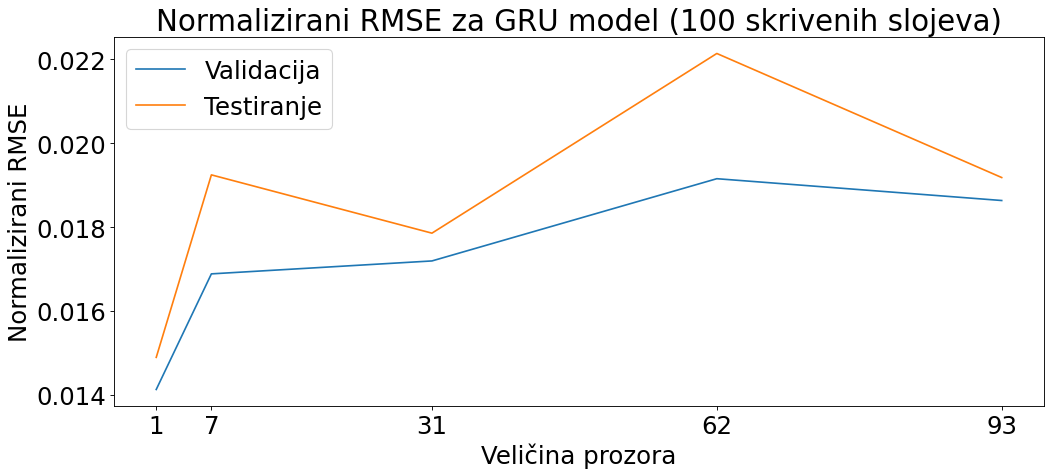 Normalizirani RMSE za GRU model (100 skrivenih slojeva)
Validacija
Testiranje
Normalizirani RMSE
0.022
0.020
0.018
0.016
0.014
1 7 31 62 93
Veličina prozora